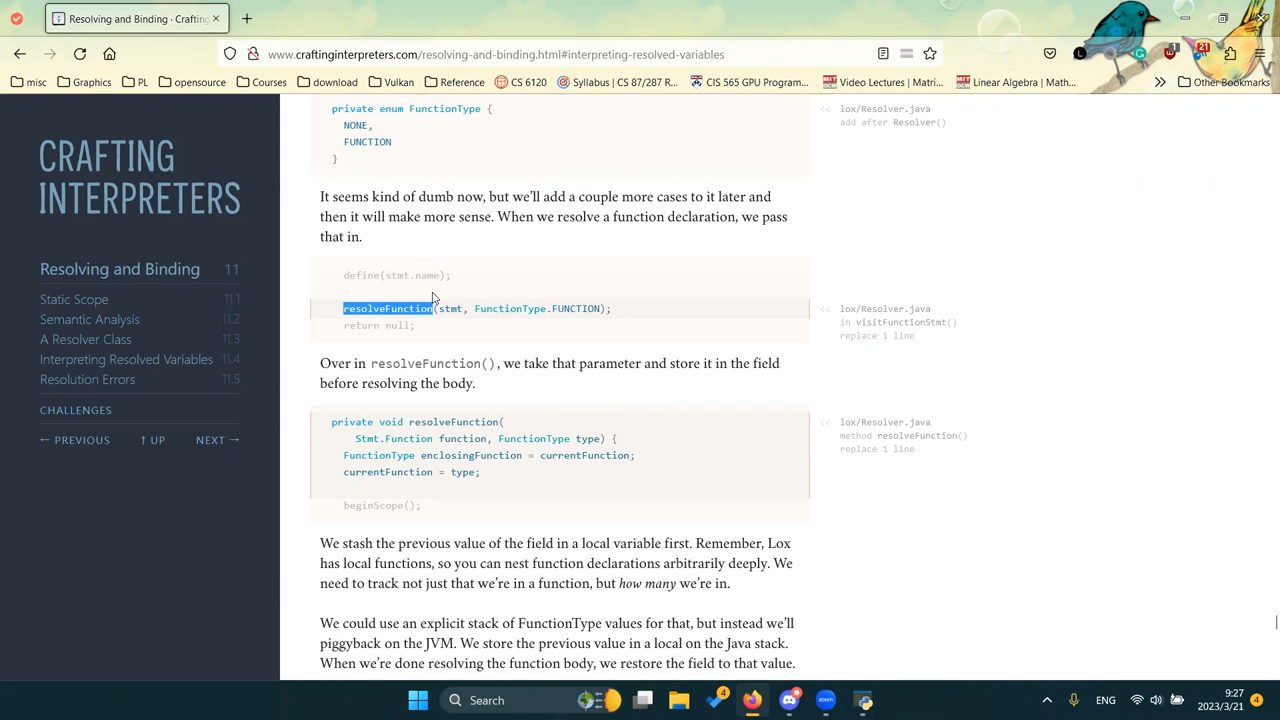 Resolving and Binding · Crafting
www.craftinginterpreters.com/resolving-and-binding.html#interpreting-resolved-variables
21
1
misc
Graphics
PL
opensource
Courses
download
Vulkan
Reference
CS 6120
Syllabus | CS 87/287 R...
CIS 565 GPU Program...
Video Lectures | Matri...
Linear Algebra | Math...
Other Bookmarks
CRAFTING
INTERPRETERS
Resolving and Binding 11
Static Scope 11.1
Semantic Analysis 11.2
A Resolver Class 11.3
Interpreting Resolved Variables 11.4
Resolution Errors 11.5
CHALLENGES
← PREVIOUS ↑ UP NEXT →
private enum FunctionType {
NONE,
FUNCTION
}
<< lox/Resolver.java
add after Resolver()
It seems kind of dumb now, but we’ll add a couple more cases to it later and
then it will make more sense. When we resolve a function declaration, we pass
that in.
define(stmt.name);
resolveFunction(stmt, FunctionType.FUNCTION);
return null;
<< lox/Resolver.java
in visitFunctionStmt()
replace 1 line
Over in resolveFunction(), we take that parameter and store it in the field
before resolving the body.
private void resolveFunction(
Stmt.Function function, FunctionType type) {
FunctionType enclosingFunction = currentFunction;
currentFunction = type;
beginScope();
<< lox/Resolver.java
method resolveFunction()
replace 1 line
We stash the previous value of the field in a local variable first. Remember, Lox
has local functions, so you can nest function declarations arbitrarily deeply. We
need to track not just that we’re in a function, but how many we’re in.
We could use an explicit stack of FunctionType values for that, but instead we’ll
piggyback on the JVM. We store the previous value in a local on the Java stack.
When we’re done resolving the function body, we restore the field to that value.
Search
4
zoom
ENG
9:27
2023/3/21
4